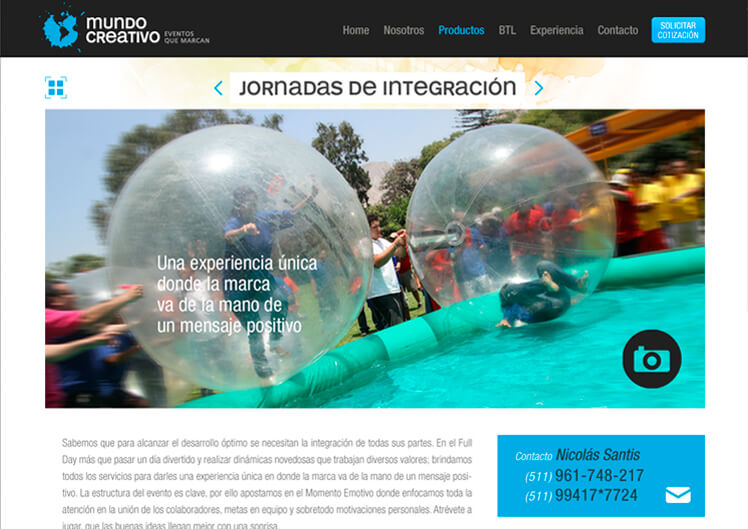 MUNDO
CREATIVO EVENTOS
QUE MARCAN
Home Nosotros Productos BTL Experiencia Contacto
SOLICITAR
COTIZACIÓN
JORNADAS DE INTEGRACIÓN
Una experiencia única
donde la marca
va de la mano de
un mensaje positivo
Sabemos que para alcanzar el desarrollo óptimo se necesitan la integración de todas sus partes. En el Full
Day más que pasar un día divertido y realizar dinámicas novedosas que trabajan diversos valores; brindamos
todos los servicios para darles una experiencia única en donde la marca va de la mano de un mensaje posi-
tivo. La estructura del evento es clave, por ello apostamos en el Momento Emotivo donde enfocamos toda la
atención en la unión de los colaboradores, metas en equipo y sobretodo motivaciones personales. Atrévete a
jugar, que las buenas ideas llegan mejor con una sonrisa
Contacto Nicolás Santis
(511) 961-748-217
(511) 99417*7724